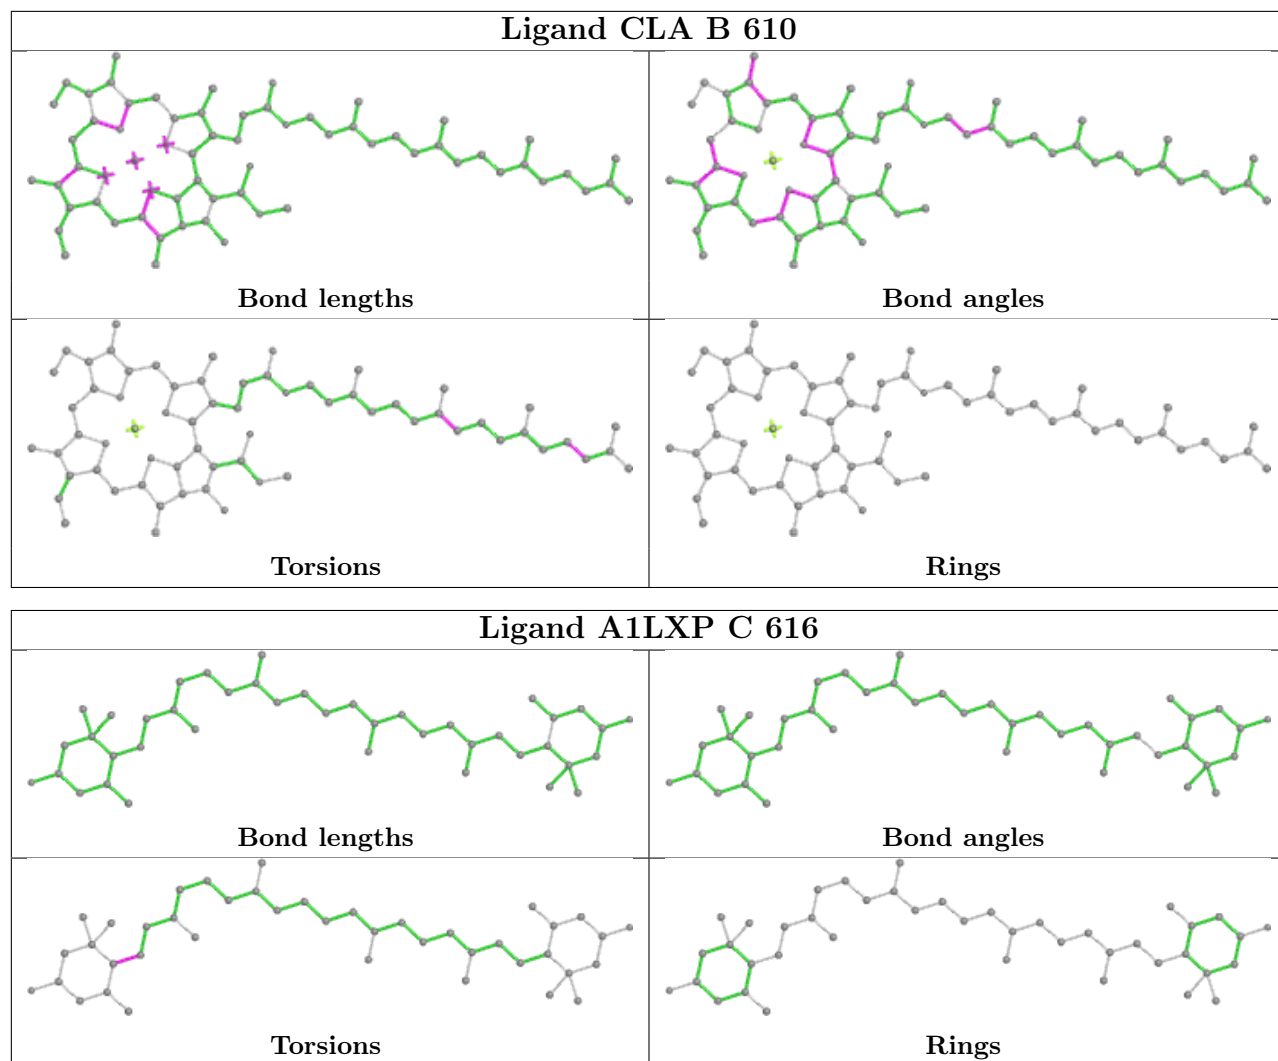 Ligand CLA B 610
Bond lengths
Bond angles
Torsions
Rings
Ligand A1LXP C 616
Bond lengths
Bond angles
Torsions
Rings